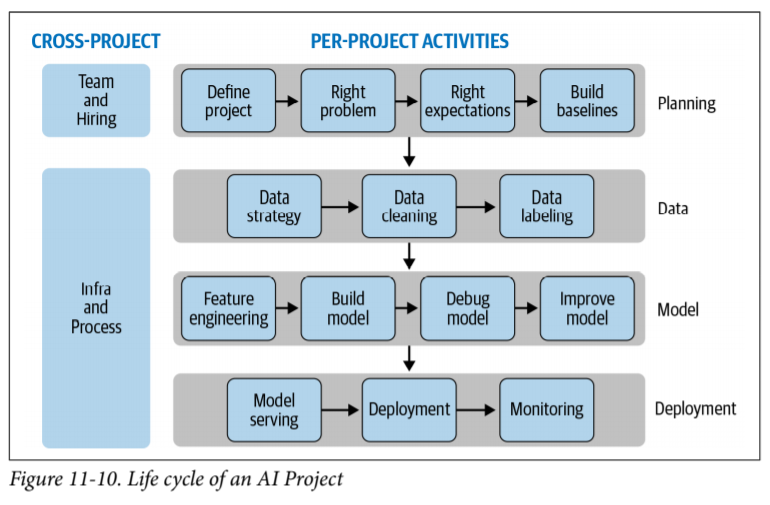 CROSS-PROJECT
PER-PROJECT ACTIVITIES
Team
and
Hiring
Define
project
Right
problem
Right
expectations
Build
baselines
Planning
Data
strategy
Data
cleaning
Data
labeling
Data
Infra
and
Process
Feature
engineering
Build
model
Debug
model
Improve
model
Model
Model
serving
Deployment
Monitoring
Deployment
Figure 11-10. Life cycle of an AI Project